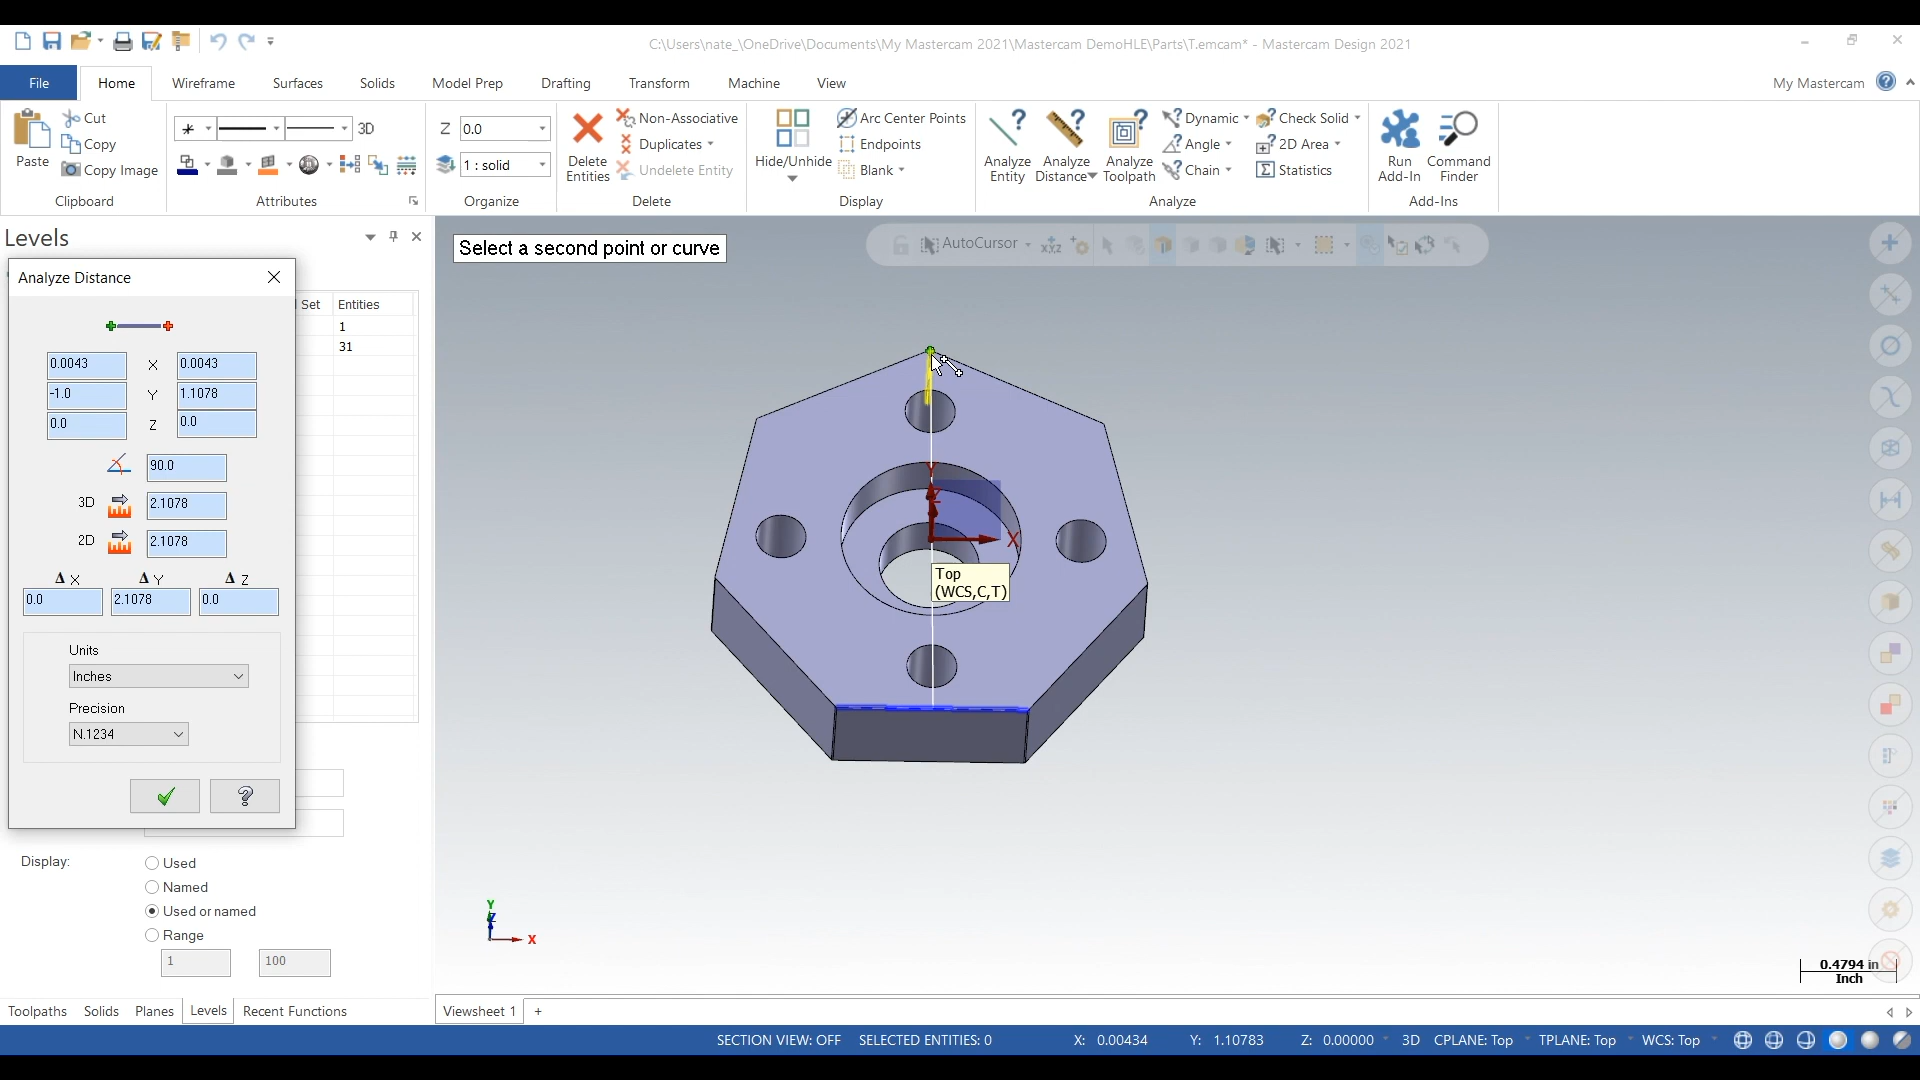 C:\Users\nate_\OneDrive\Documents\My Mastercam 2021\Mastercam DemoHLE\Parts\T.emcam* - Mastercam Design 2021
File Home Wireframe Surfaces Solids Model Prep Drafting Transform Machine View My Mastercam
Paste
Cut
Copy
Copy Image
Clipboard
3D
Attributes
Z 0.0
1 : solid
Organize
Delete Entities
Non-Associative
Duplicates
Undelete Entity
Delete
Hide/Unhide
Arc Center Points
Endpoints
Blank
Display
Analyze Entity
Analyze Distance
Analyze Toolpath
Dynamic
Angle
Chain
Check Solid
2D Area
Statistics
Analyze
Run Add-In
Command Finder
Add-Ins
Levels
Select a second point or curve
AutoCursor
Analyze Distance
l Set Entities
1
31
0.0043 X 0.0043
-1.0 Y 1.1078
0.0 Z 0.0
90.0
3D 2.1078
2D 2.1078
Δ X Δ Y Δ Z
0.0 2.1078 0.0
Units
Inches
Precision
N.1234
Display:
Used
Named
Used or named
Range
1 100
Y
X
Top
(WCS,C,T)
Y
Z
X
0.4794 in
Inch
Toolpaths Solids Planes Levels Recent Functions
Viewsheet 1 +
SECTION VIEW: OFF SELECTED ENTITIES: 0 X: 0.00434 Y: 1.10783 Z: 0.00000 3D CPLANE: Top TPLANE: Top WCS: Top